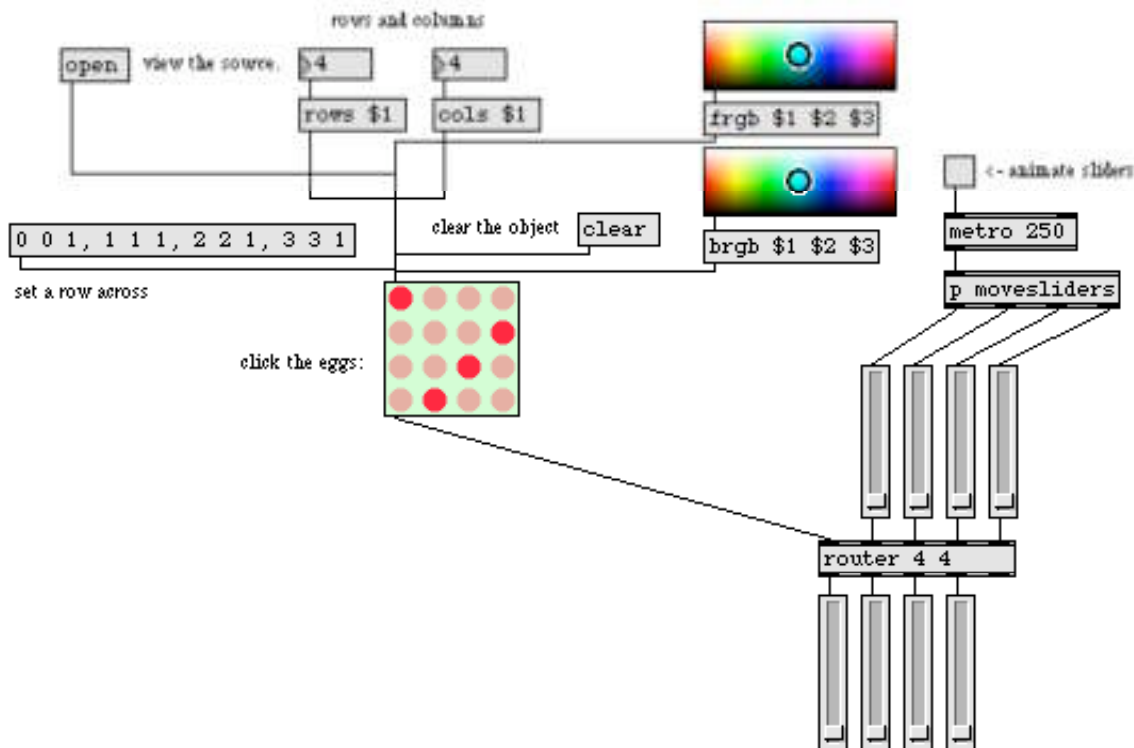 rows and columns
open
view the source.
4
4
rows $1
cols $1
frgb $1 $2 $3
<- animate sliders
metro 250
0 0 1, 1 1 1, 2 2 1, 3 3 1
clear the object
clear
brgb $1 $2 $3
set a row across
p movesliders
click the eggs:
router 4 4